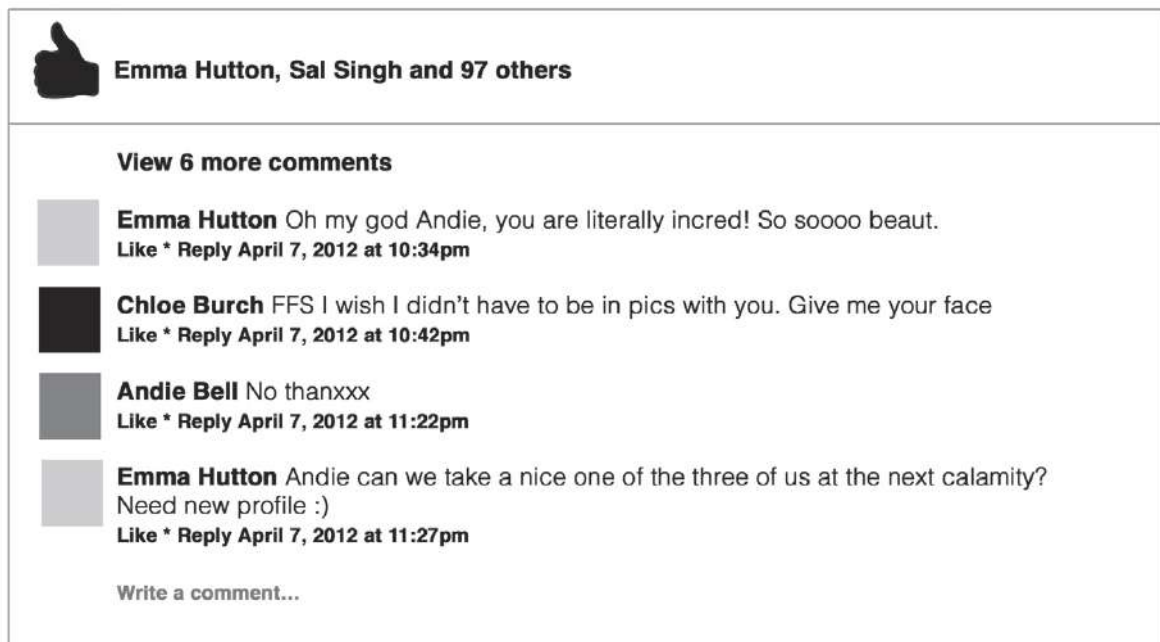 Emma Hutton, Sal Singh and 97 others
View 6 more comments
Emma Hutton Oh my god Andie, you are literally incred! So soooo beaut.
Like * Reply April 7, 2012 at 10:34pm
Chloe Burch FFS I wish I didn't have to be in pics with you. Give me your face
Like * Reply April 7, 2012 at 10:42pm
Andie Bell No thanxxx
Like * Reply April 7, 2012 at 11:22pm
Emma Hutton Andie can we take a nice one of the three of us at the next calamity?
Need new profile :)
Like * Reply April 7, 2012 at 11:27pm
Write a comment...